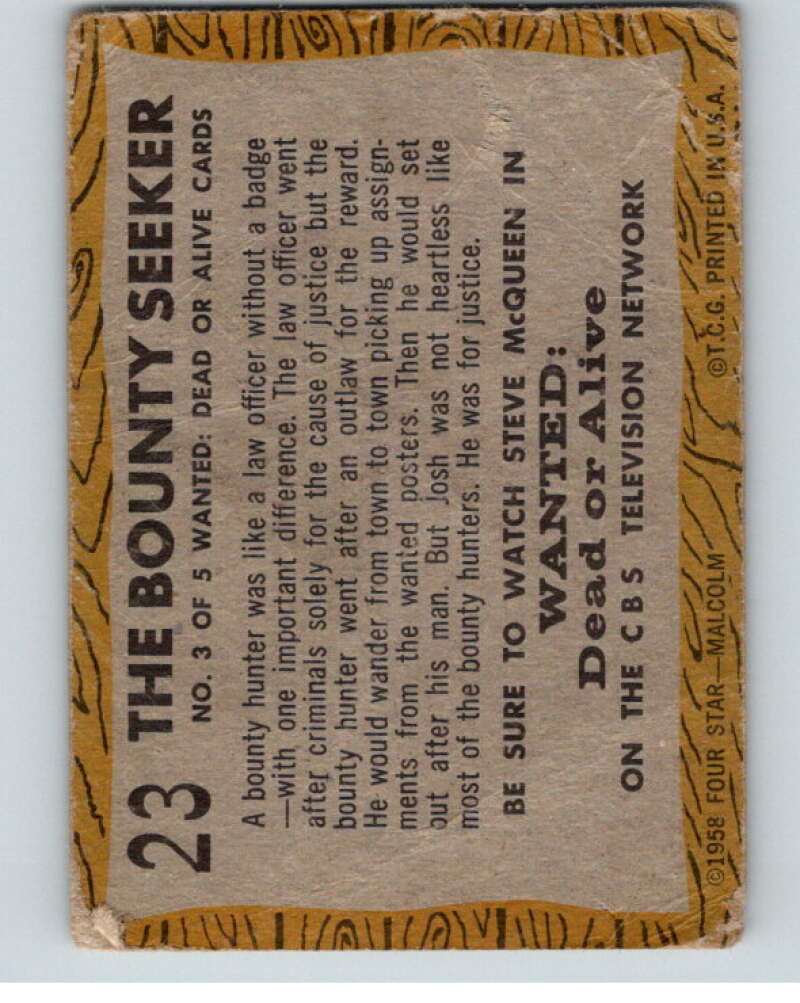 23 THE BOUNTY SEEKER
NO. 3 OF 5 WANTED: DEAD OR ALIVE CARDS
A bounty hunter was like a law officer without a badge
—with one important difference. The law officer went
after criminals solely for the cause of justice but the
bounty hunter went after an outlaw for the reward.
He would wander from town to town picking up assign-
ments from the wanted posters. Then he would set
out after his man. But Josh was not heartless like
most of the bounty hunters. He was for justice.
BE SURE TO WATCH STEVE McQUEEN IN
WANTED:
Dead or Alive
ON THE CBS TELEVISION NETWORK
©1958 FOUR STAR—MALCOLM ©T.C.G. PRINTED IN U.S.A.